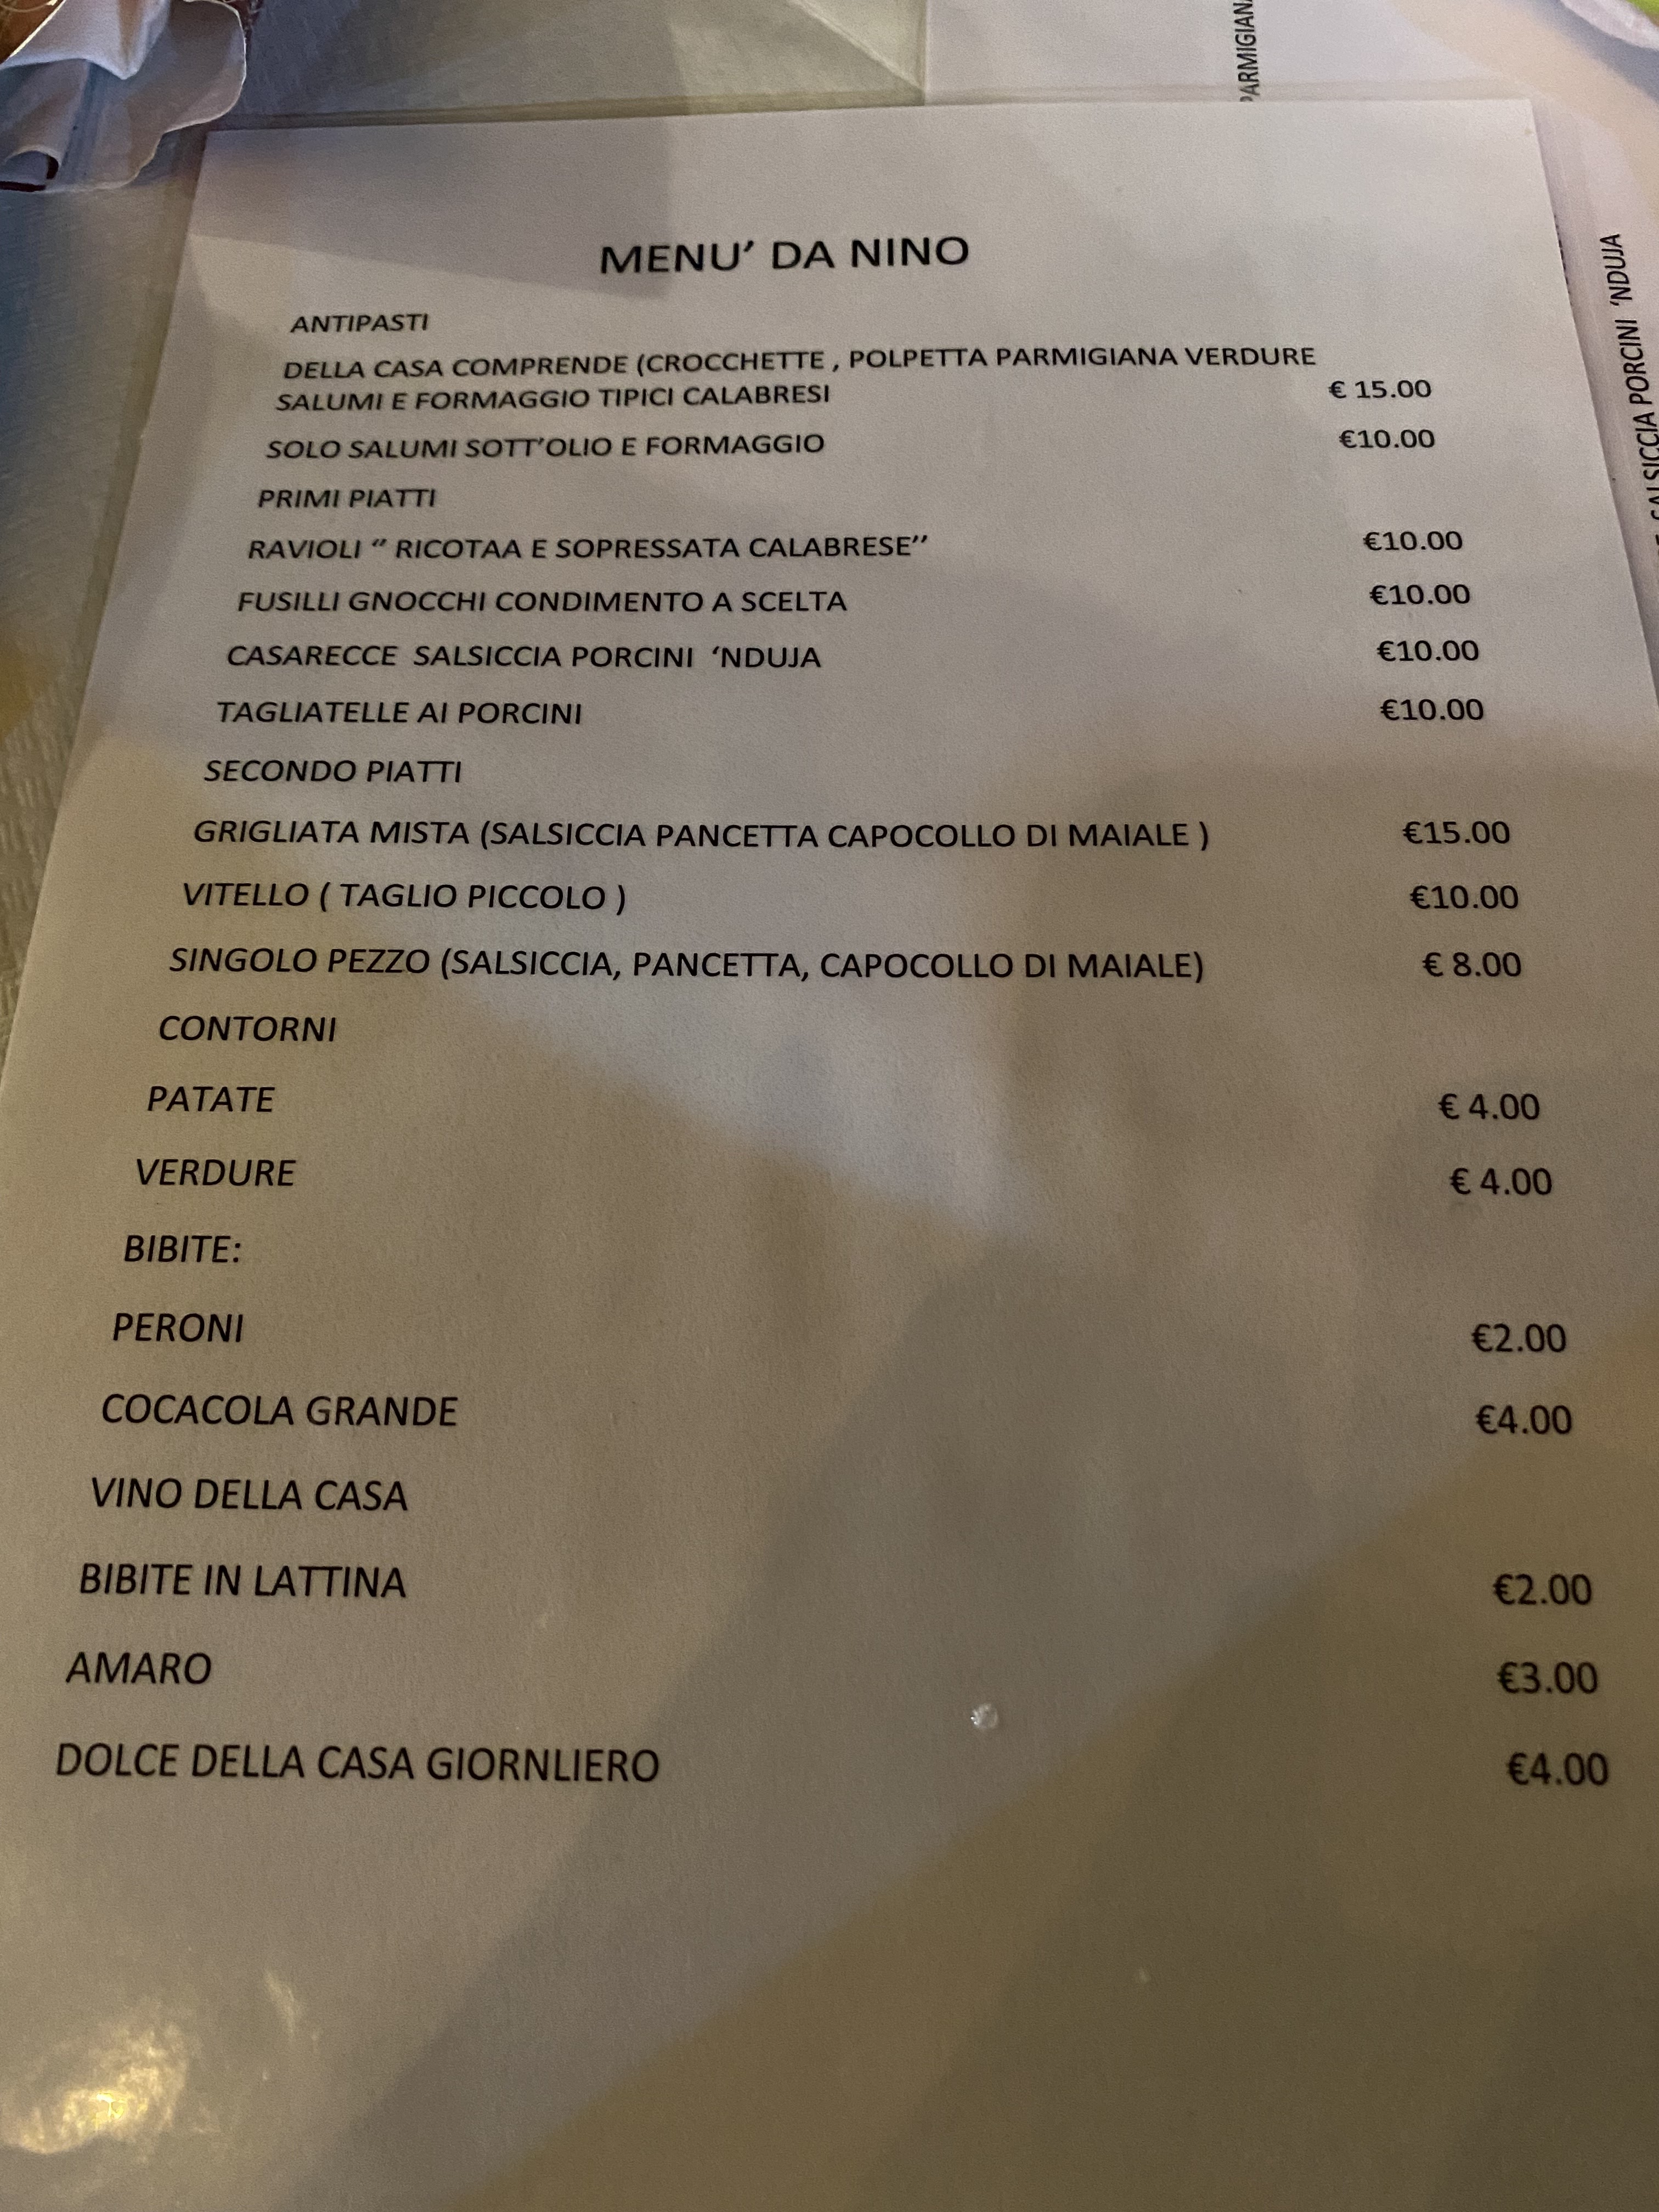 PARMIGIANA
MENU’ DA NINO
ANTIPASTI
DELLA CASA COMPRENDE (CROCCHETTE , POLPETTA PARMIGIANA VERDURE
SALUMI E FORMAGGIO TIPICI CALABRESI € 15.00
SOLO SALUMI SOTT’OLIO E FORMAGGIO €10.00
PRIMI PIATTI
RAVIOLI “ RICOTAA E SOPRESSATA CALABRESE’’ €10.00
FUSILLI GNOCCHI CONDIMENTO A SCELTA €10.00
CASARECCE SALSICCIA PORCINI ‘NDUJA €10.00
TAGLIATELLE AI PORCINI €10.00
SECONDO PIATTI
GRIGLIATA MISTA (SALSICCIA PANCETTA CAPOCOLLO DI MAIALE ) €15.00
VITELLO ( TAGLIO PICCOLO ) €10.00
SINGOLO PEZZO (SALSICCIA, PANCETTA, CAPOCOLLO DI MAIALE) € 8.00
CONTORNI
PATATE € 4.00
VERDURE € 4.00
BIBITE:
PERONI €2.00
COCACOLA GRANDE €4.00
VINO DELLA CASA
BIBITE IN LATTINA €2.00
AMARO €3.00
DOLCE DELLA CASA GIORNLIERO €4.00
SALSICCIA PORCINI ‘NDUJA